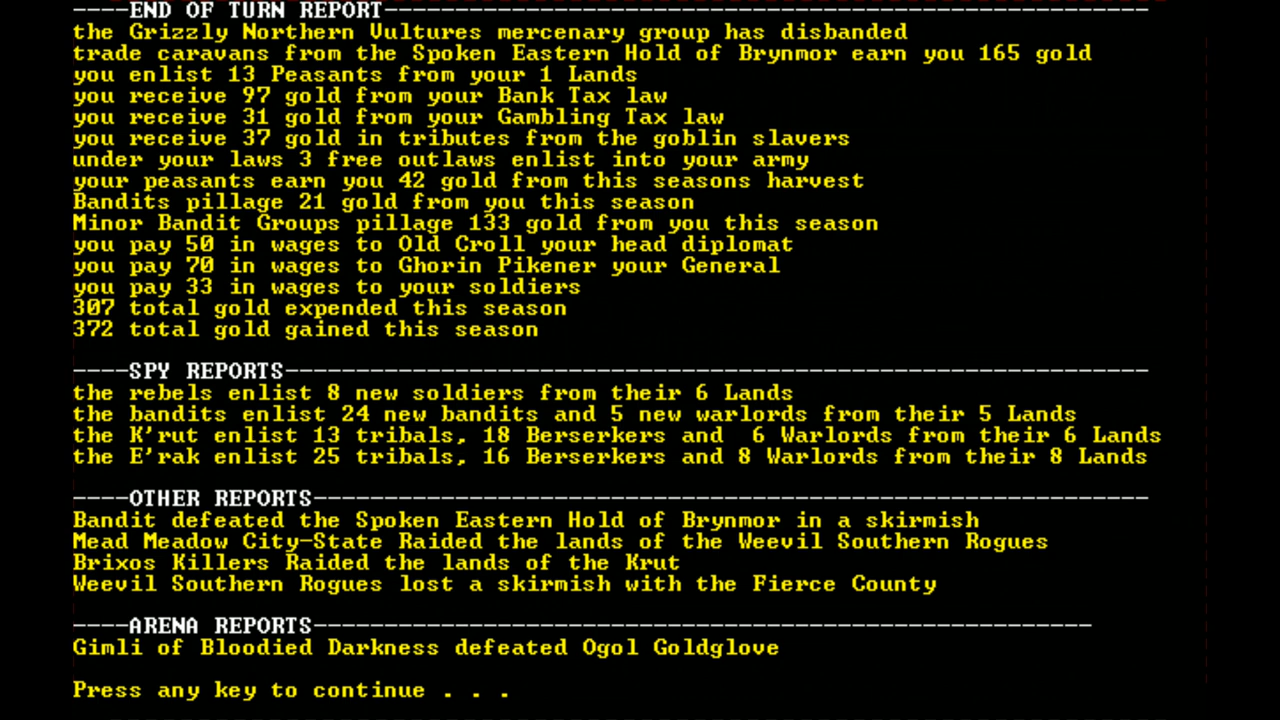 ----END OF TURN REPORT------------------------------------------------------
the Grizzly Northern Vultures mercenary group has disbanded
trade caravans from the Spoken Eastern Hold of Brynmor earn you 165 gold
you enlist 13 Peasants from your 1 Lands
you receive 97 gold from your Bank Tax law
you receive 31 gold from your Gambling Tax law
you receive 37 gold in tributes from the goblin slavers
under your laws 3 free outlaws enlist into your army
your peasants earn you 42 gold from this seasons harvest
Bandits pillage 21 gold from you this season
Minor Bandit Groups pillage 133 gold from you this season
you pay 50 in wages to Old Croll your head diplomat
you pay 70 in wages to Ghorin Pikener your General
you pay 33 in wages to your soldiers
307 total gold expended this season
372 total gold gained this season
----SPY REPORTS-------------------------------------------------------------
the rebels enlist 8 new soldiers from their 6 Lands
the bandits enlist 24 new bandits and 5 new warlords from their 5 Lands
the K'rut enlist 13 tribals, 18 Berserkers and  6 Warlords from their 6 Lands
the E'rak enlist 25 tribals, 16 Berserkers and 8 Warlords from their 8 Lands
----OTHER REPORTS-----------------------------------------------------------
Bandit defeated the Spoken Eastern Hold of Brynmor in a skirmish
Mead Meadow City-State Raided the lands of the Weevil Southern Rogues
Brixos Killers Raided the lands of the Krut
Weevil Southern Rogues lost a skirmish with the Fierce County
----ARENA REPORTS-------------------------------------------------------
Gimli of Bloodied Darkness defeated Ogol Goldglove
Press any key to continue . . .